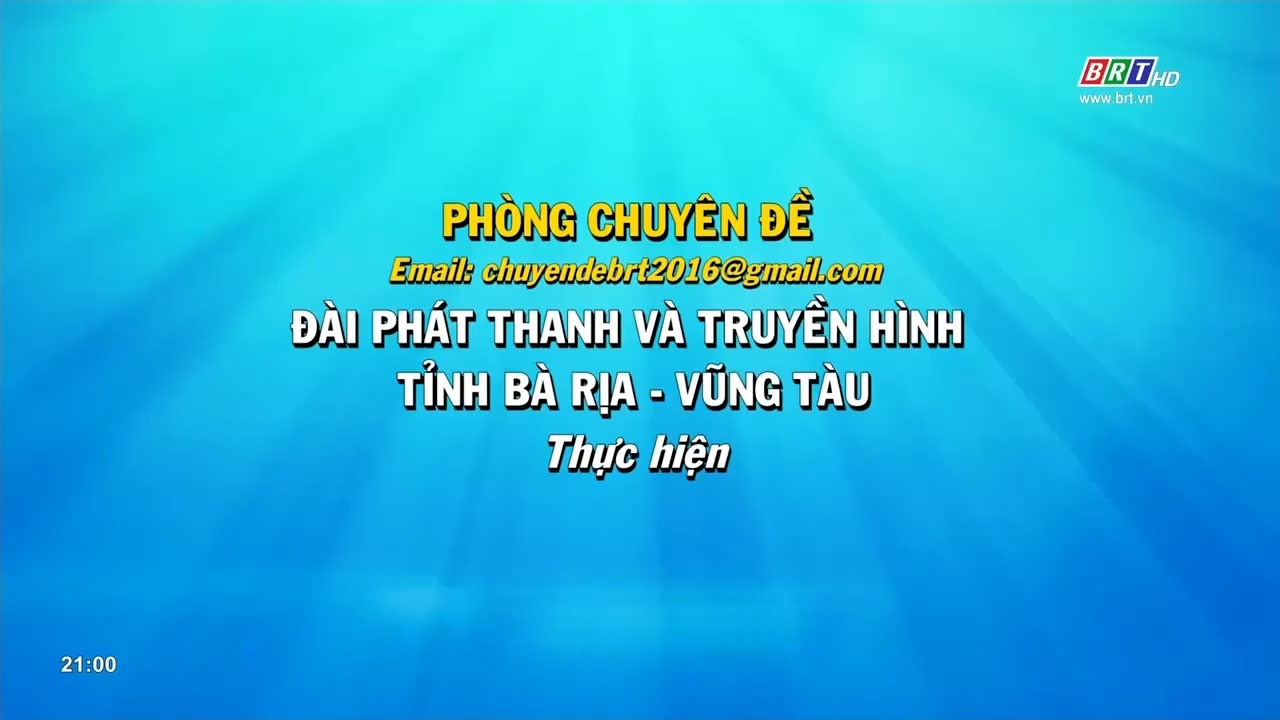 BRT HD
www.brt.vn
PHÒNG CHUYÊN ĐỀ
Email: chuyendebrt2016@gmail.com
ĐÀI PHÁT THANH VÀ TRUYỀN HÌNH
TỈNH BÀ RỊA - VŨNG TÀU
Thực hiện
21:00